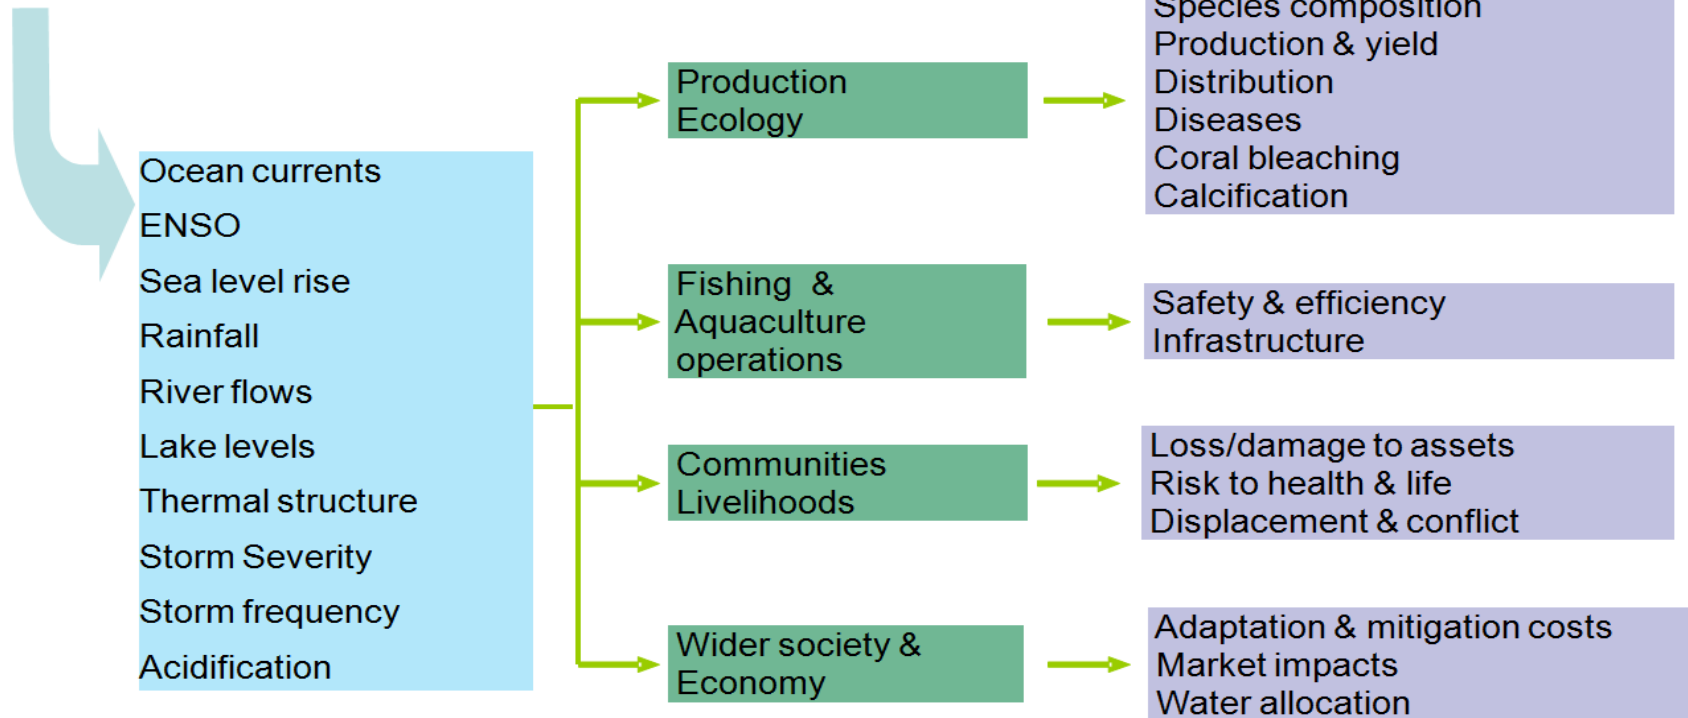 Ocean currents
ENSO
Sea level rise
Rainfall
River flows
Lake levels
Thermal structure
Storm Severity
Storm frequency
Acidification
Production
Ecology
Fishing &
Aquaculture
operations
Communities
Livelihoods
Wider society &
Economy
Species composition
Production & yield
Distribution
Diseases
Coral bleaching
Calcification
Safety & efficiency
Infrastructure
Loss/damage to assets
Risk to health & life
Displacement & conflict
Adaptation & mitigation costs
Market impacts
Water allocation